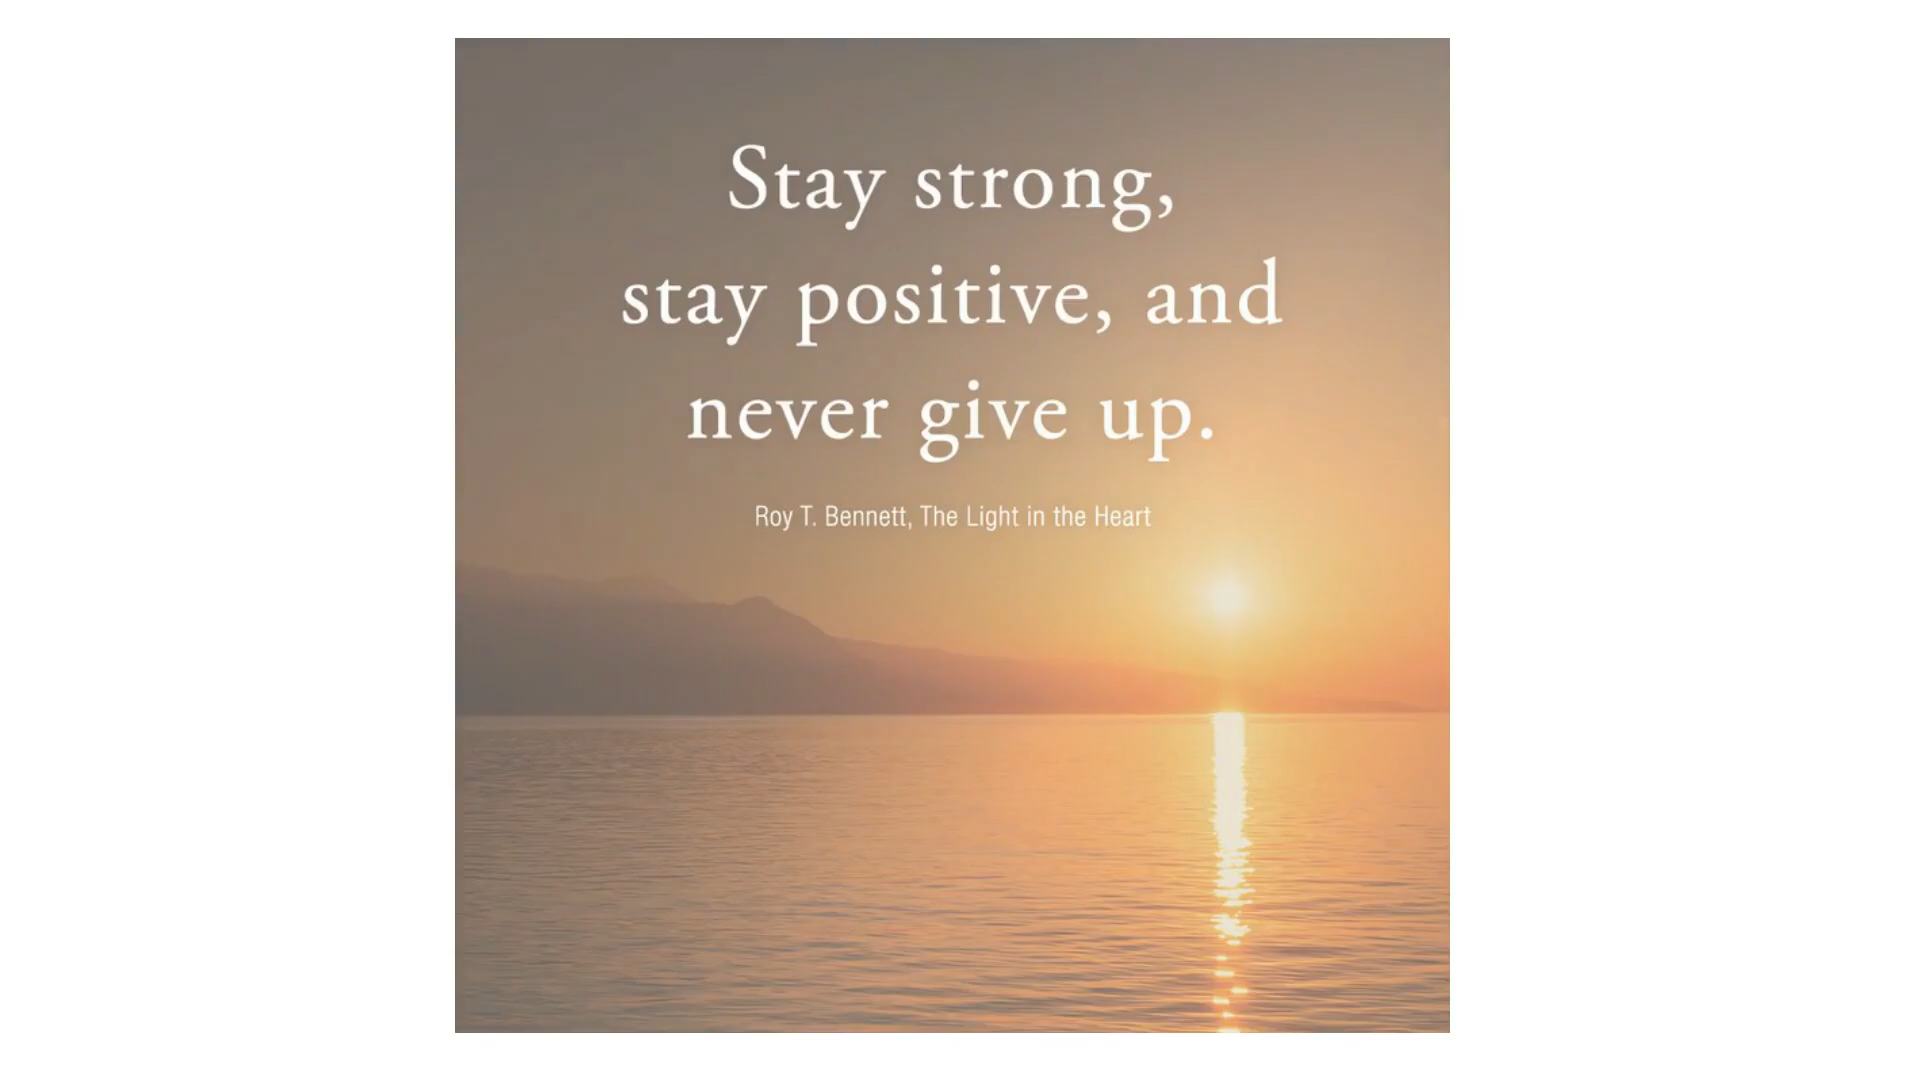 Stay strong,
stay positive, and
never give up.
Roy T. Bennett, The Light in the Heart